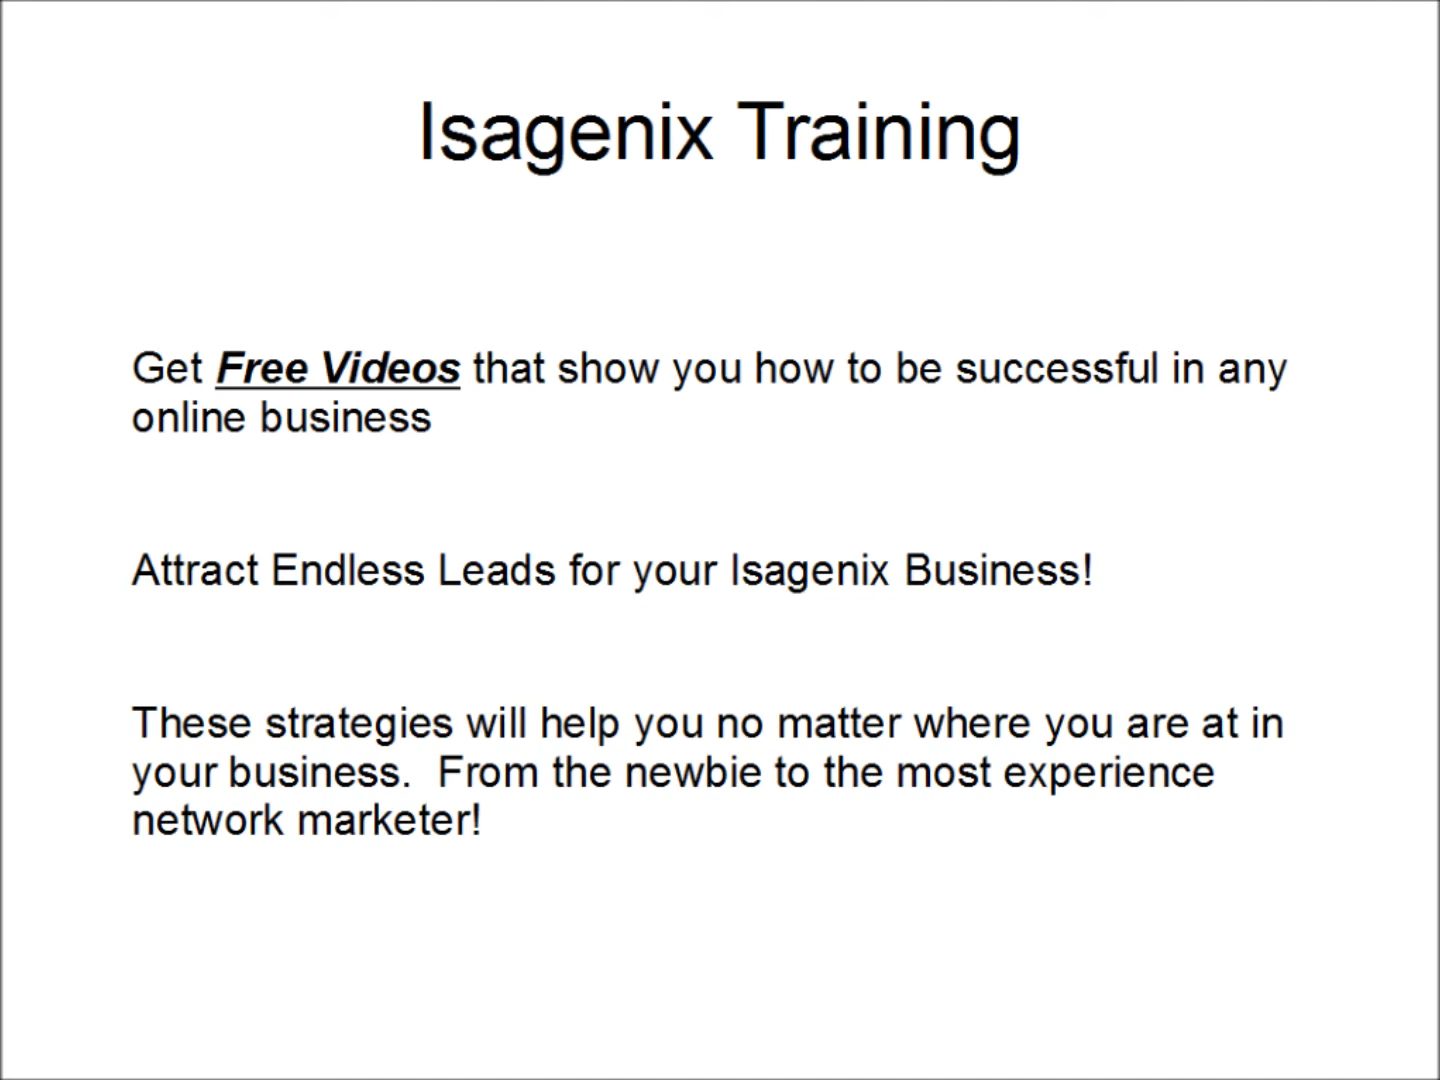 Isagenix Training
Get Free Videos that show you how to be successful in any
online business
Attract Endless Leads for your Isagenix Business!
These strategies will help you no matter where you are at in
your business.  From the newbie to the most experience
network marketer!